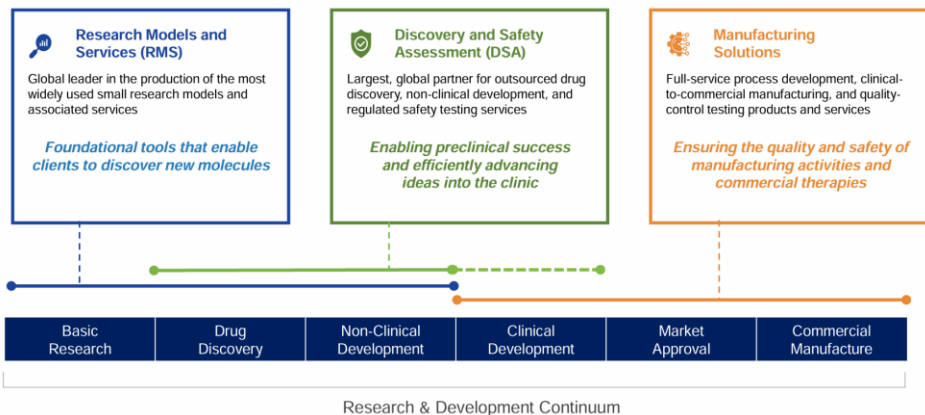 Research Models and
Services (RMS)
Global leader in the production of the most
widely used small research models and
associated services
Foundational tools that enable
clients to discover new molecules
Discovery and Safety
Assessment (DSA)
Largest, global partner for outsourced drug
discovery, non-clinical development, and
regulated safety testing services
Enabling preclinical success
and efficiently advancing
ideas into the clinic
Manufacturing
Solutions
Full-service process development, clinical-
to-commercial manufacturing, and quality-
control testing products and services
Ensuring the quality and safety of
manufacturing activities and
commercial therapies
Basic
Research
Drug
Discovery
Non-Clinical
Development
Clinical
Development
Market
Approval
Commercial
Manufacture
Research & Development Continuum